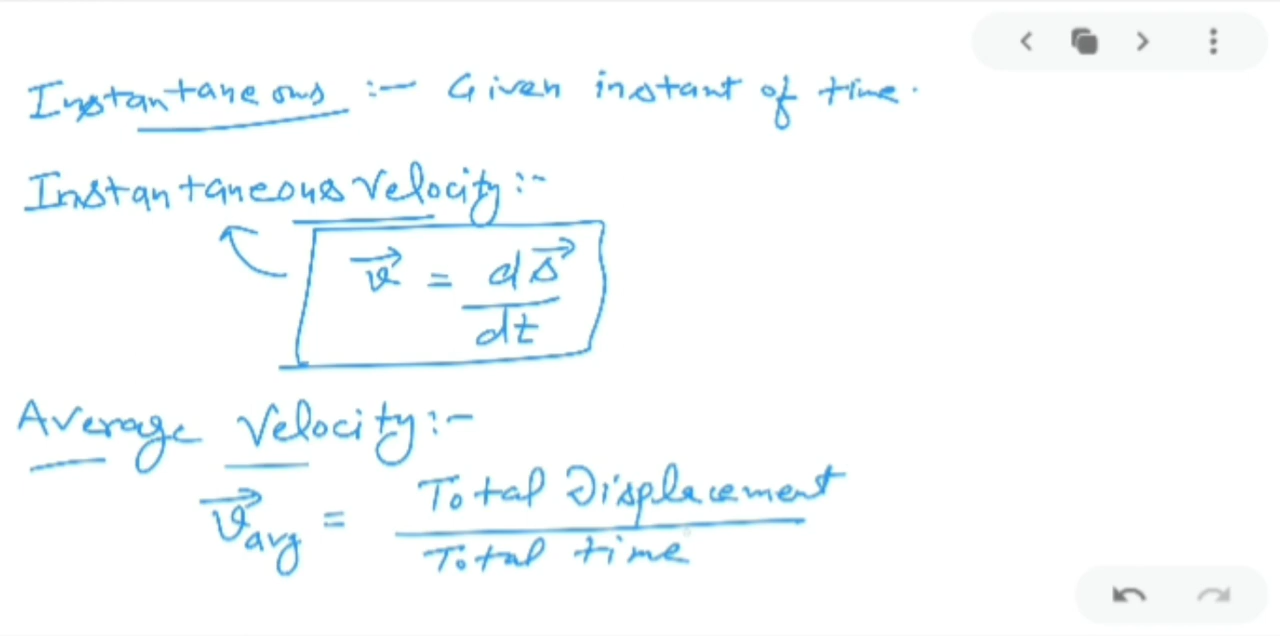 Instantaneous :- Given instant of time.
Instantaneous Velocity :-
v⃗ = ds⃗
dt
Average Velocity :-
v⃗avg = Total Displacement
Total time